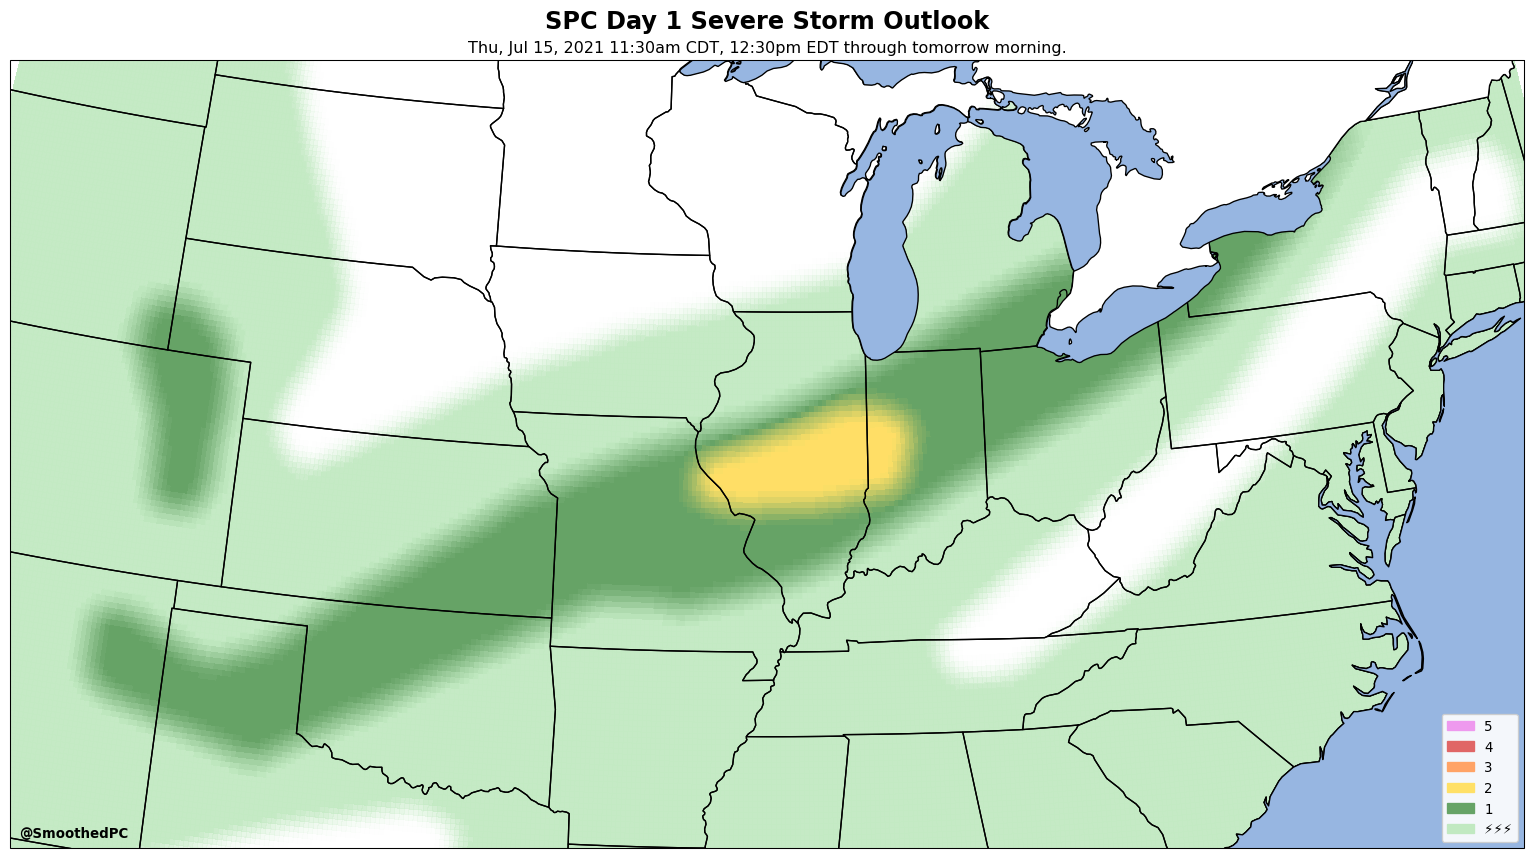 SPC Day 1 Severe Storm Outlook
Thu, Jul 15, 2021 11:30am CDT, 12:30pm EDT through tomorrow morning.
5
4
3
2
1
⚡⚡⚡
@SmoothedPC